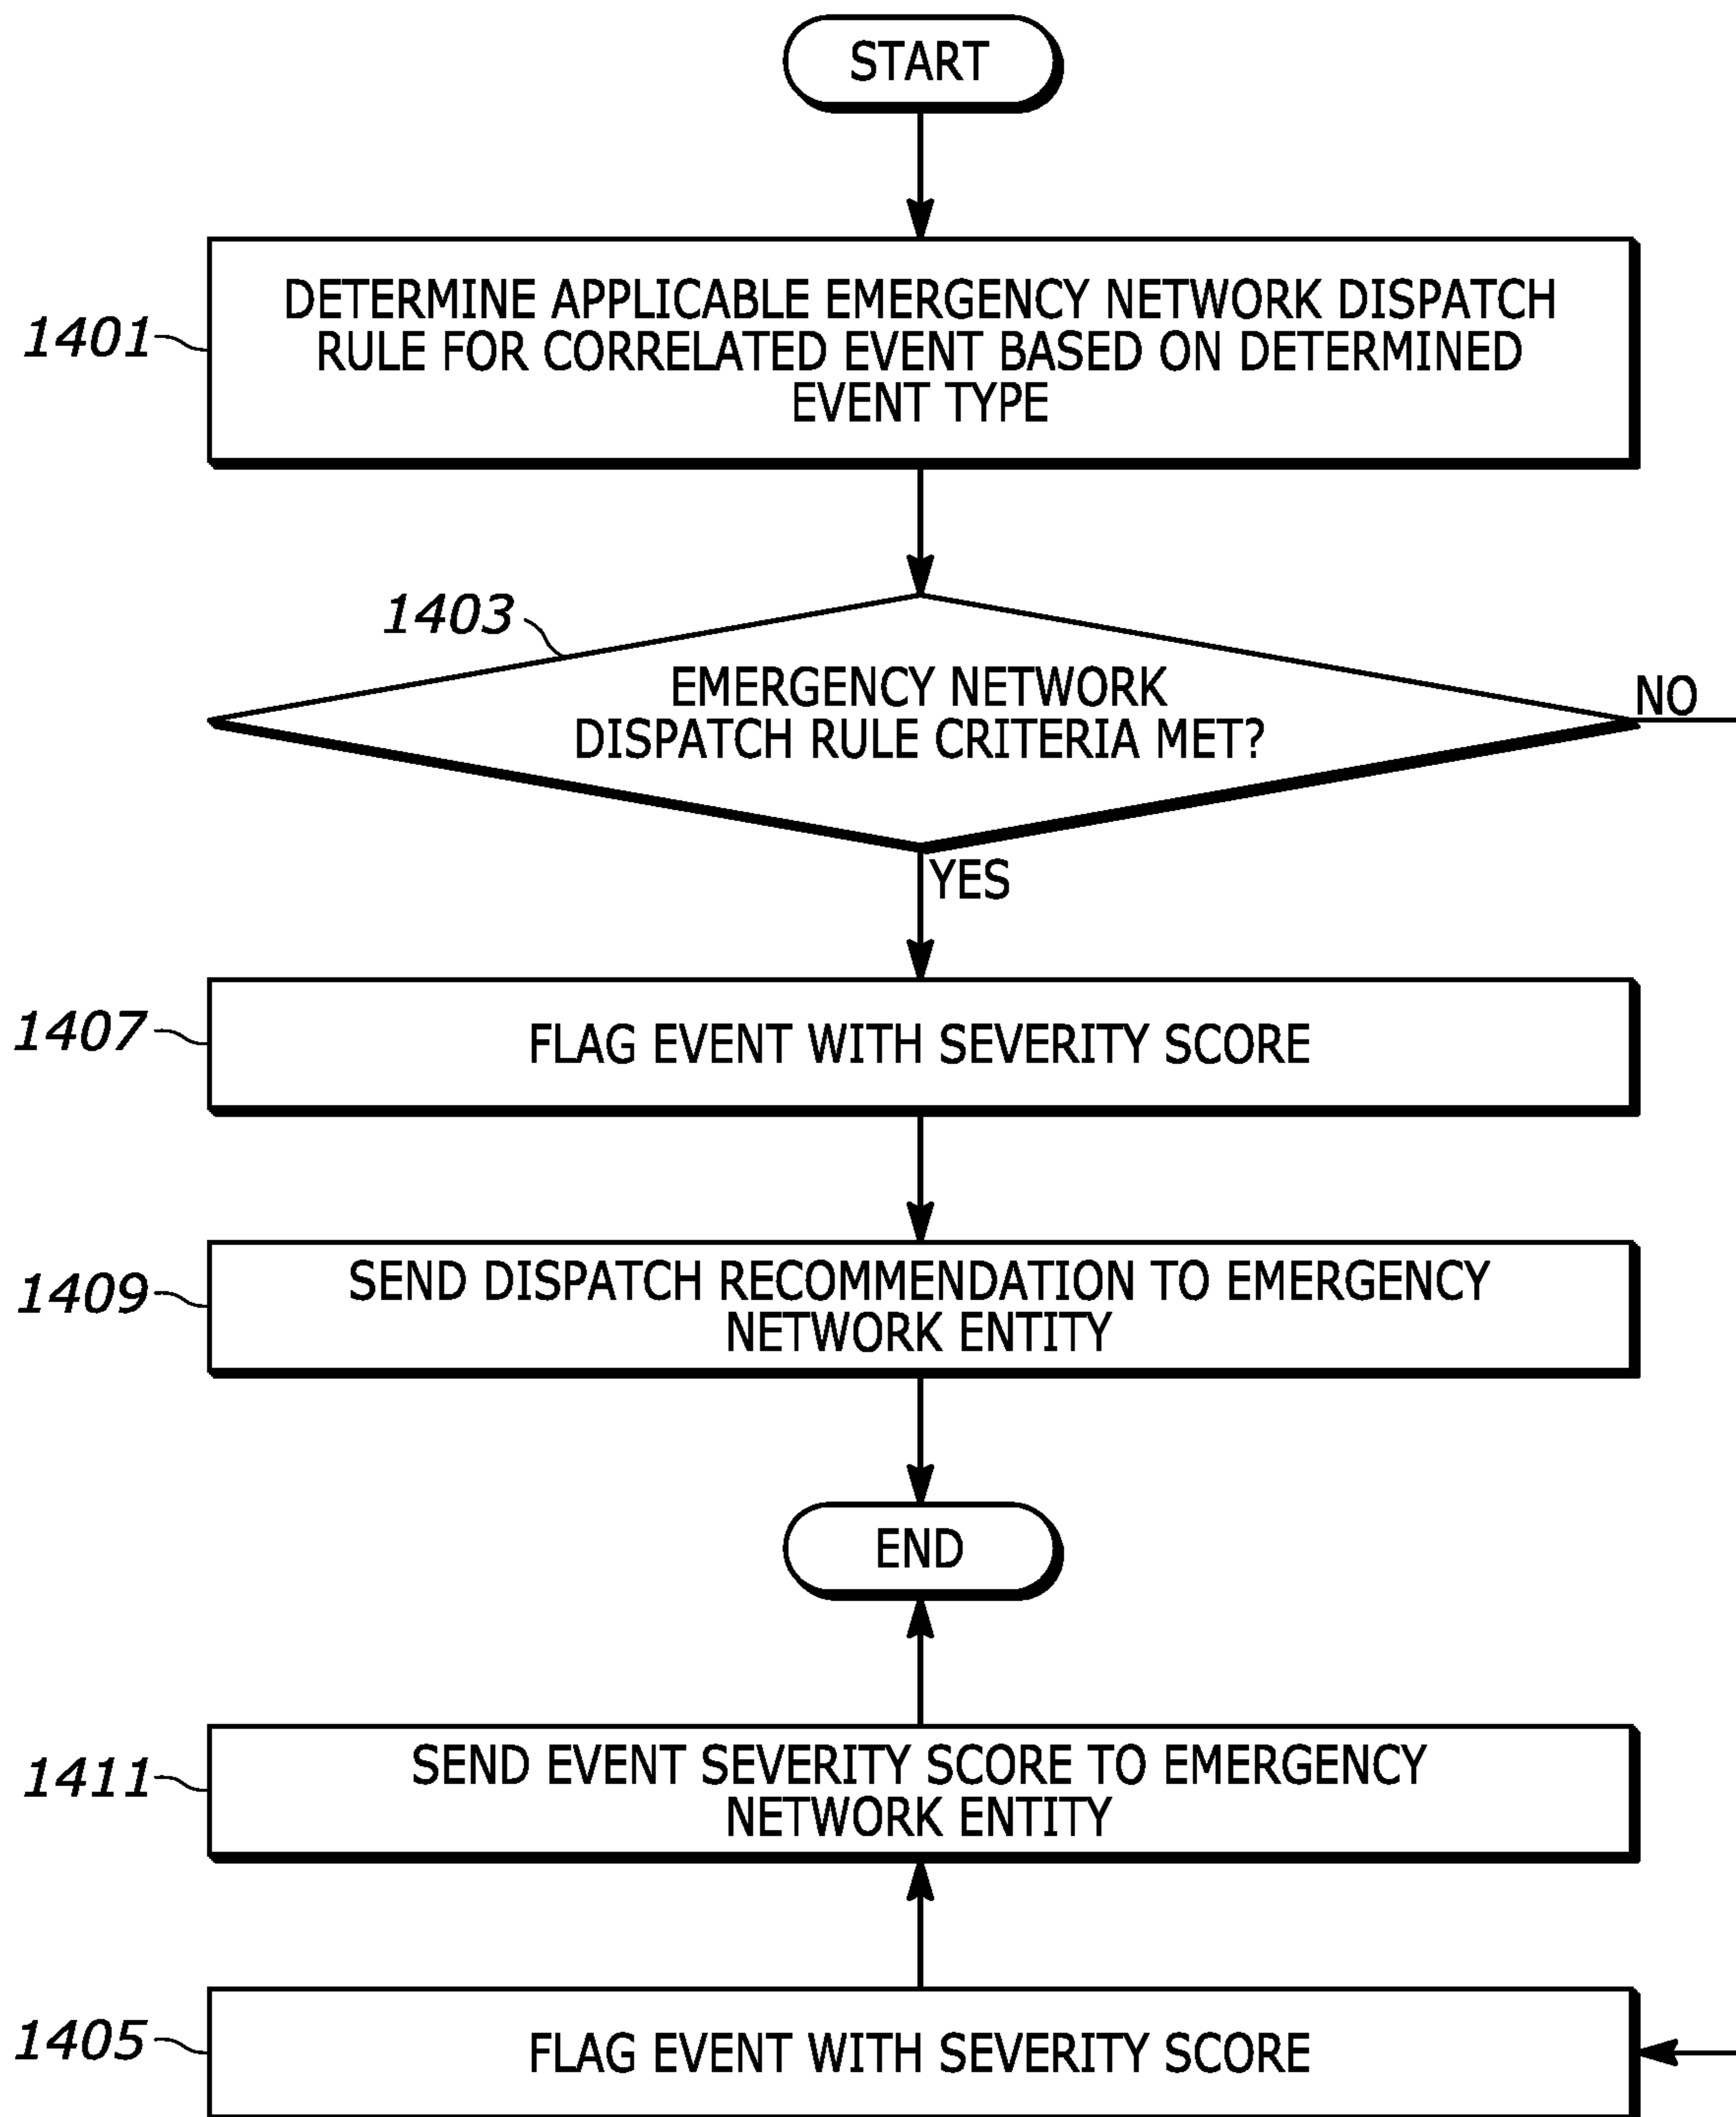 START
1401
DETERMINE APPLICABLE EMERGENCY NETWORK DISPATCH
RULE FOR CORRELATED EVENT BASED ON DETERMINED
EVENT TYPE
1403
EMERGENCY NETWORK
DISPATCH RULE CRITERIA MET?
NO
YES
1407
FLAG EVENT WITH SEVERITY SCORE
1409
SEND DISPATCH RECOMMENDATION TO EMERGENCY
NETWORK ENTITY
END
1411
SEND EVENT SEVERITY SCORE TO EMERGENCY
NETWORK ENTITY
1405
FLAG EVENT WITH SEVERITY SCORE